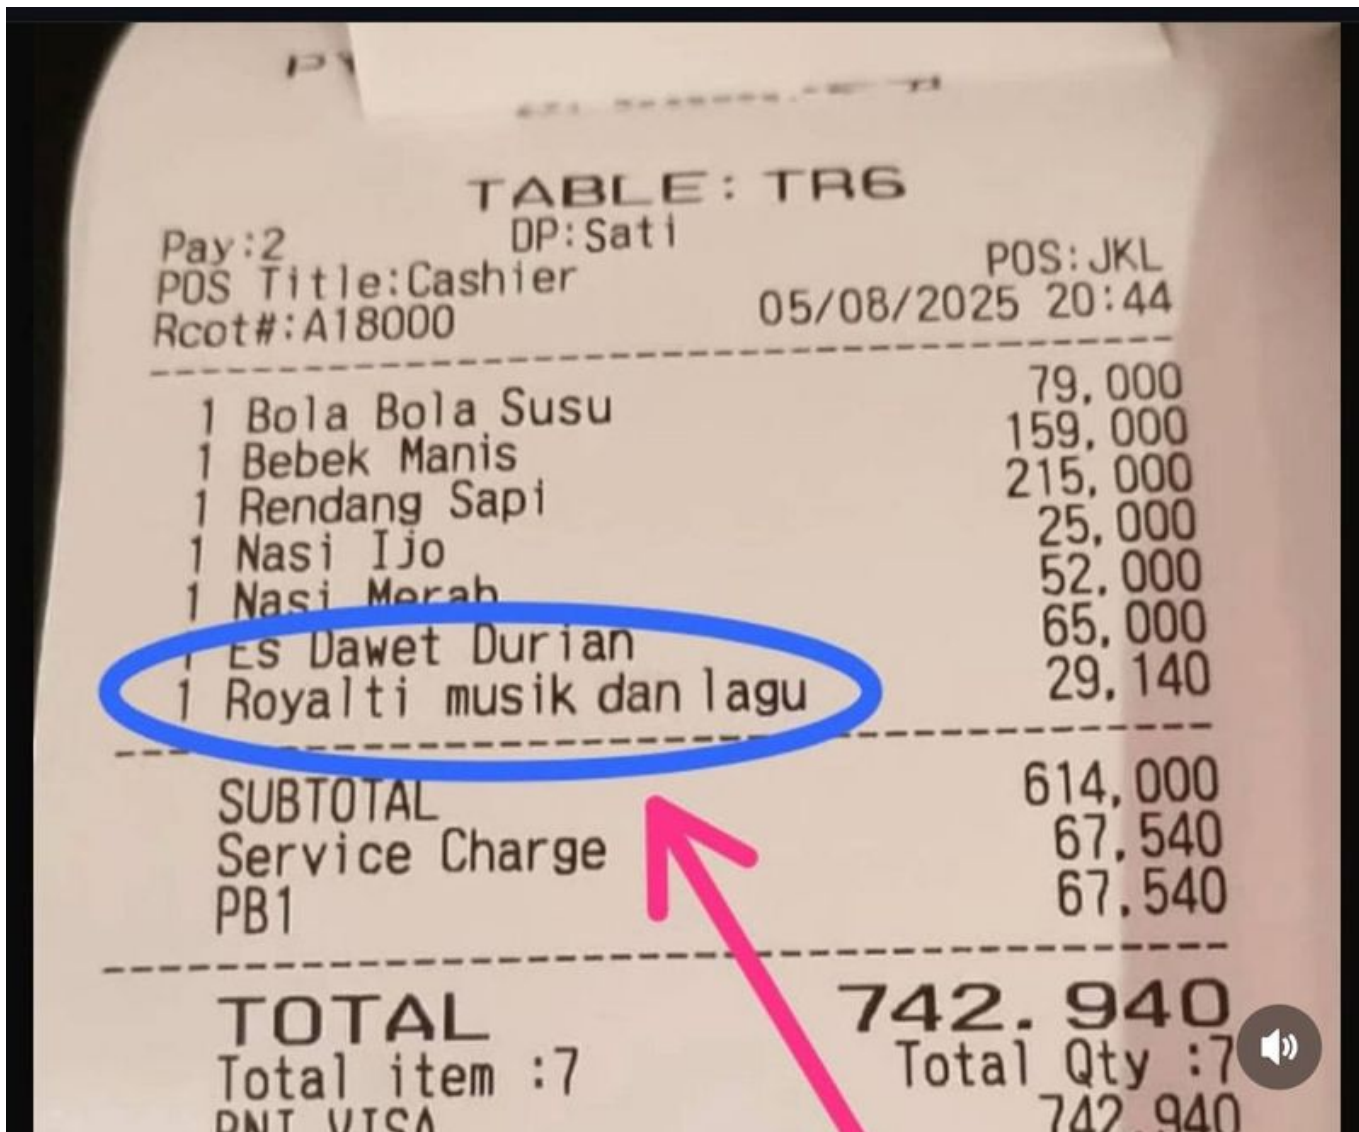 TABLE: TR6
Pay:2 DP:Sati
POS Title:Cashier POS:JKL
Rcot#:A18000 05/08/2025 20:44
1 Bola Bola Susu 79,000
1 Bebek Manis 159,000
1 Rendang Sapi 215,000
1 Nasi Ijo 25,000
1 Nasi Merah 52,000
1 Es Dawet Durian 65,000
1 Royalti musik dan lagu 29,140
SUBTOTAL 614,000
Service Charge 67,540
PB1 67.540
TOTAL 742.940
Total item :7 Total Qty :7
BNI VISA 742.940